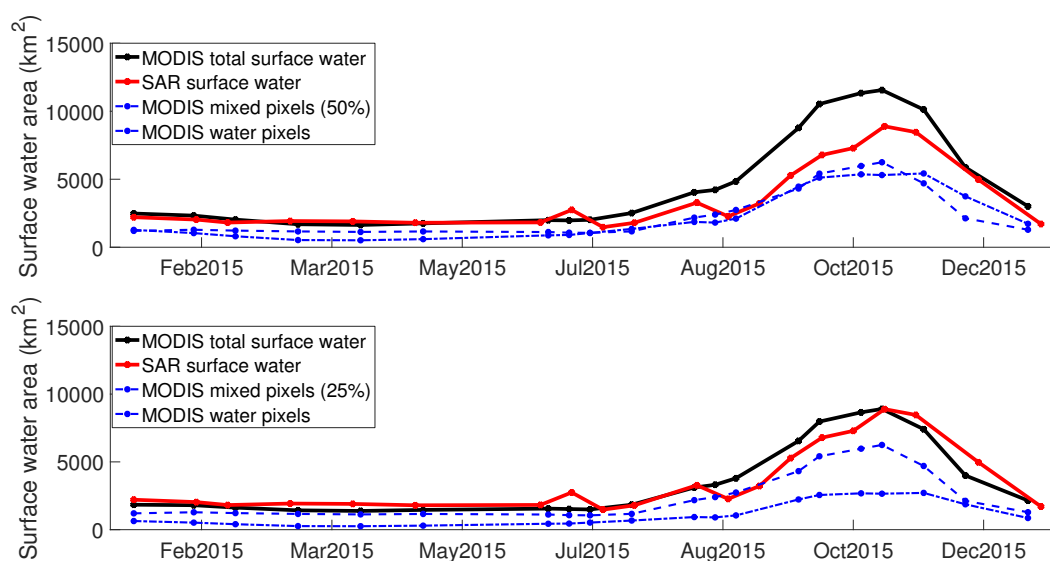 Surface water area (km²)
15000
10000
5000
0
MODIS total surface water
SAR surface water
MODIS mixed pixels (50%)
MODIS water pixels
Feb2015 Mar2015 May2015 Jul2015 Aug2015 Oct2015 Dec2015
Surface water area (km²)
15000
10000
5000
0
MODIS total surface water
SAR surface water
MODIS mixed pixels (25%)
MODIS water pixels
Feb2015 Mar2015 May2015 Jul2015 Aug2015 Oct2015 Dec2015